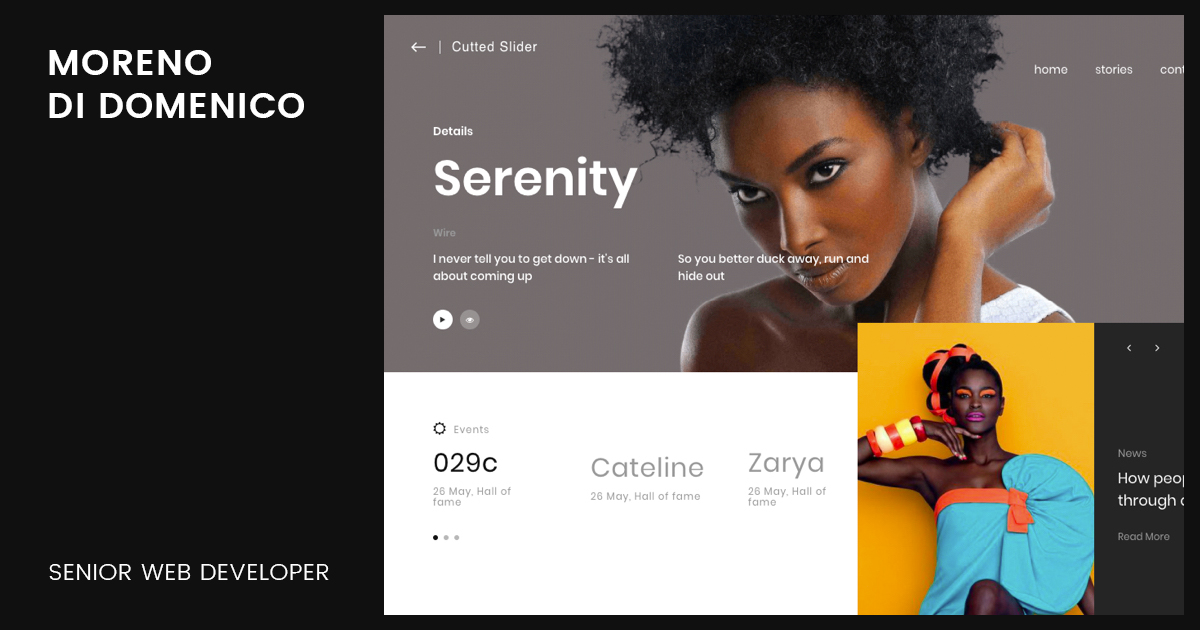 MORENO
DI DOMENICO
SENIOR WEB DEVELOPER
← | Cutted Slider
home stories cont
Details
Serenity
Wire
I never tell you to get down - it's all
about coming up
So you better duck away, run and
hide out
Events
029c
26 May, Hall of
fame
Cateline
26 May, Hall of fame
Zarya
26 May, Hall of
fame
News
How peop
through c
Read More